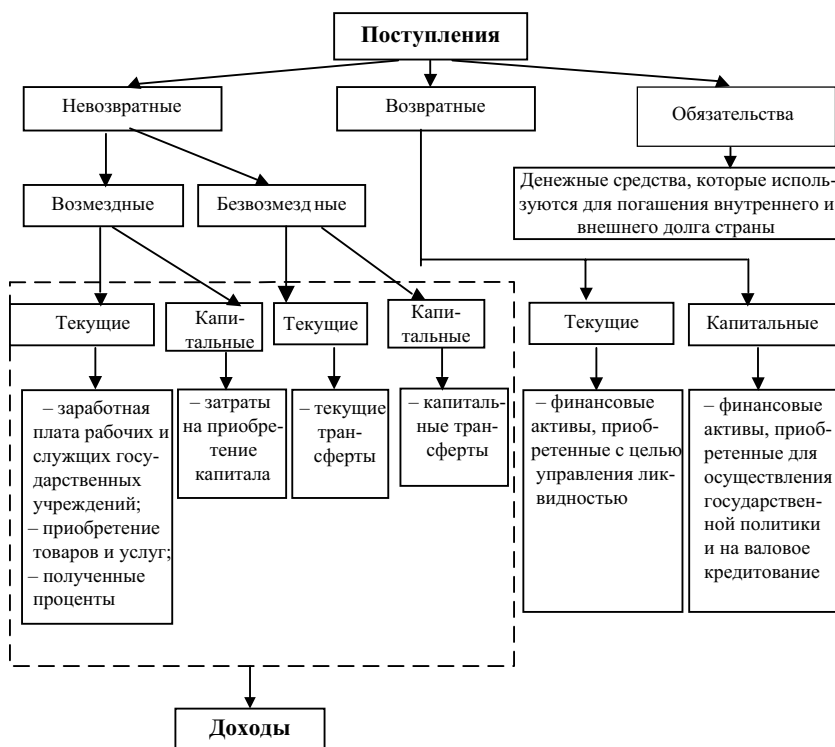 Поступления
Невозвратные
Возвратные
Обязательства
Денежные средства, которые исполь-
зуются для погашения внутреннего и
внешнего долга страны
Возмездные
Безвозмездные
Текущие
Капи-
тальные
Текущие
Капи-
тальные
Текущие
Капитальные
– заработная
плата рабочих и
служщих госу-
дарственных
учреждений;
– приобретение
товаров и услуг;
– полученные
проценты
– затраты
на приобре-
тение
капитала
– текущие
тран-
сферты
– капиталь-
ные тран-
сферты
– финансовые
активы, приоб-
ретенные с целью
управления лик-
видностью
– финансовые
активы, приоб-
ретенные для
осуществления
государствен-
ной политики
и на валовое
кредитование
Доходы